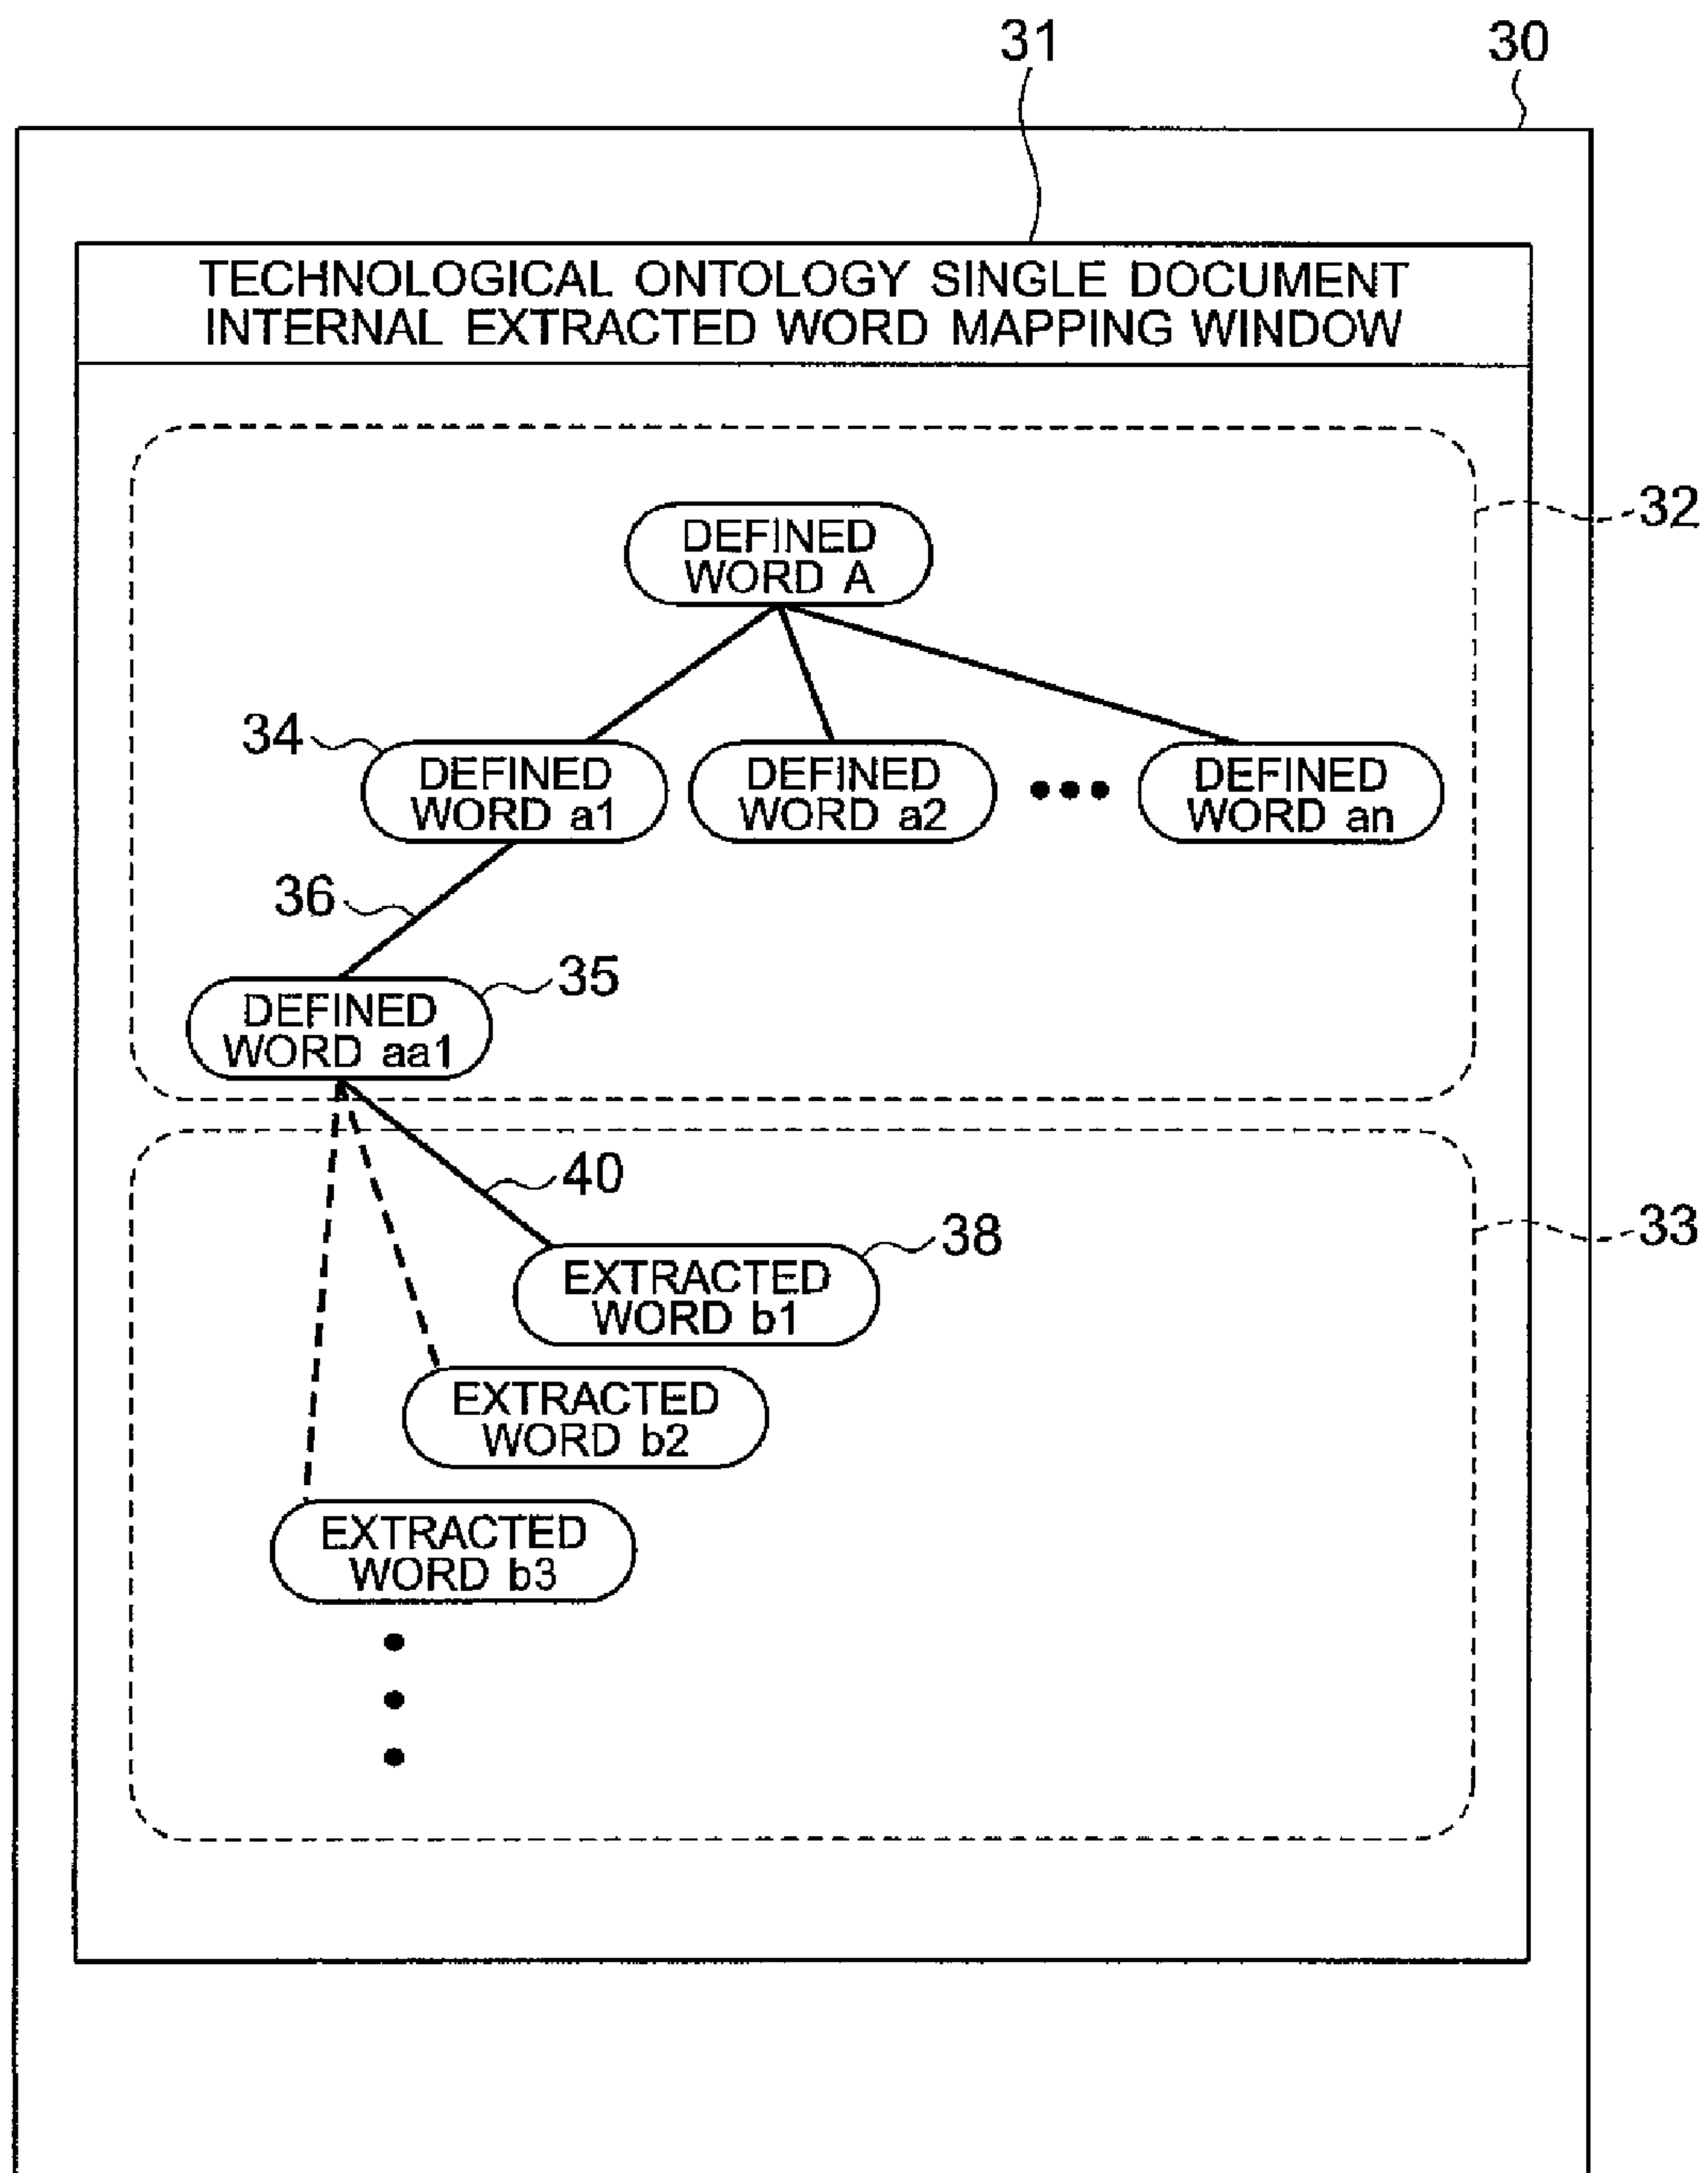 31
30
TECHNOLOGICAL ONTOLOGY SINGLE DOCUMENT
INTERNAL EXTRACTED WORD MAPPING WINDOW
32
DEFINED
WORD A
34
DEFINED
WORD a1
DEFINED
WORD a2
DEFINED
WORD an
36
35
DEFINED
WORD aa1
40
38
33
EXTRACTED
WORD b1
EXTRACTED
WORD b2
EXTRACTED
WORD b3